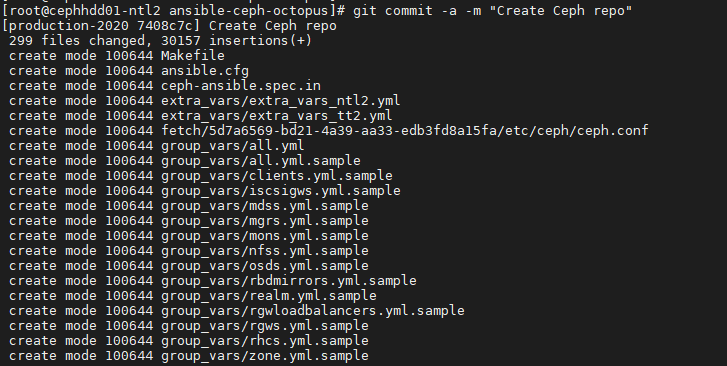 [root@cephhdd01-ntl2 ansible-ceph-octopus]# git commit -a -m "Create Ceph repo"
[production-2020 7408c7c] Create Ceph repo
299 files changed, 30157 insertions(+)
create mode 100644 Makefile
create mode 100644 ansible.cfg
create mode 100644 ceph-ansible.spec.in
create mode 100644 extra_vars/extra_vars_ntl2.yml
create mode 100644 extra_vars/extra_vars_tt2.yml
create mode 100644 fetch/5d7a6569-bd21-4a39-aa33-edb3fd8a15fa/etc/ceph/ceph.conf
create mode 100644 group_vars/all.yml
create mode 100644 group_vars/all.yml.sample
create mode 100644 group_vars/clients.yml.sample
create mode 100644 group_vars/iscsigws.yml.sample
create mode 100644 group_vars/mdss.yml.sample
create mode 100644 group_vars/mgrs.yml.sample
create mode 100644 group_vars/mons.yml.sample
create mode 100644 group_vars/nfss.yml.sample
create mode 100644 group_vars/osds.yml.sample
create mode 100644 group_vars/rbdmirrors.yml.sample
create mode 100644 group_vars/realm.yml.sample
create mode 100644 group_vars/rgwloadbalancers.yml.sample
create mode 100644 group_vars/rgws.yml.sample
create mode 100644 group_vars/rhcs.yml.sample
create mode 100644 group_vars/zone.yml.sample